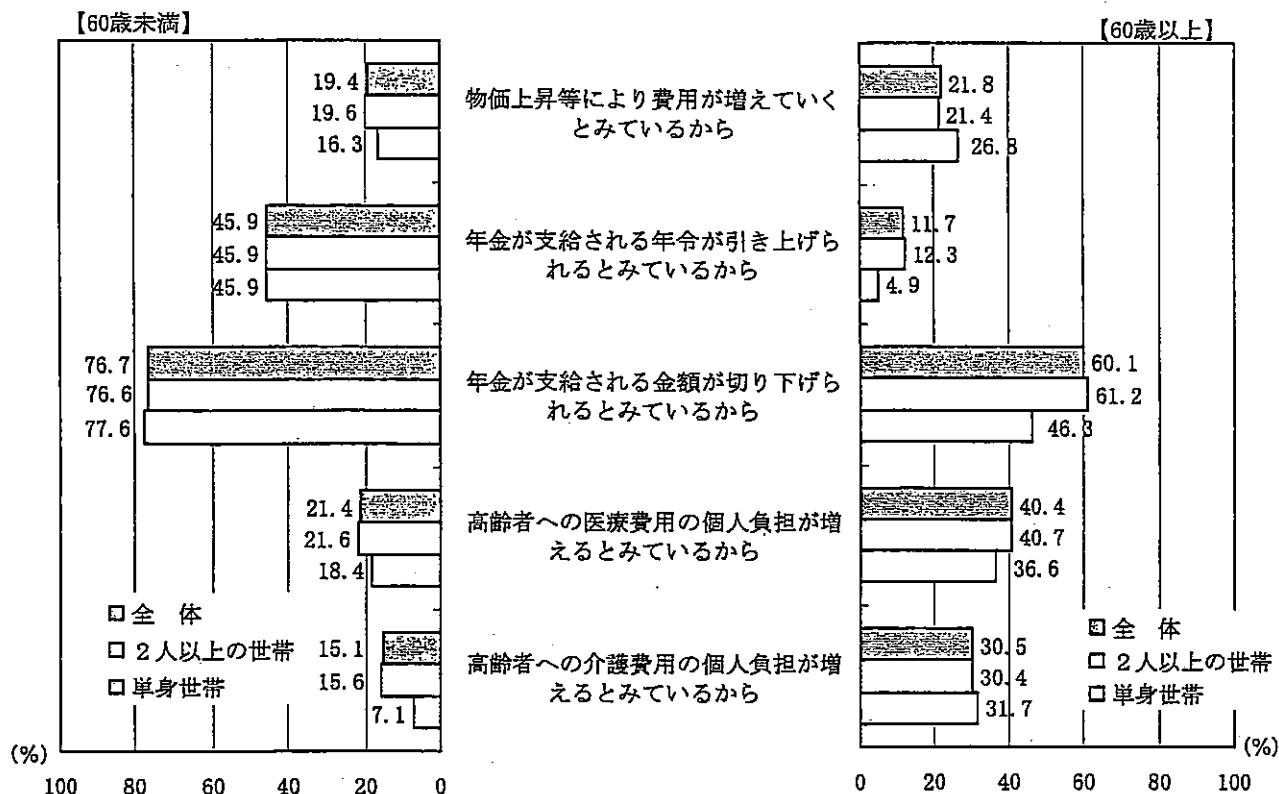 【60歳未満】
【60歳以上】
100 80 60 40 20 0
0 20 40 60 80 100
19.4
19.6
16.3
物価上昇等により費用が増えていく
とみているから
21.8
21.4
26.8
45.9
45.9
45.9
年金が支給される年令が引き上げら
れるとみているから
11.7
12.3
4.9
76.7
76.6
77.6
年金が支給される金額が切り下げら
れるとみているから
60.1
61.2
46.3
21.4
21.6
18.4
高齢者への医療費用の個人負担が増
えるとみているから
40.4
40.7
36.6
15.1
15.6
7.1
高齢者への介護費用の個人負担が増
えるとみているから
30.5
30.4
31.7
全 体
2人以上の世帯
単身世帯
全 体
2人以上の世帯
単身世帯
(%)
(%)
100 80 60 40 20 0
0 20 40 60 80 100